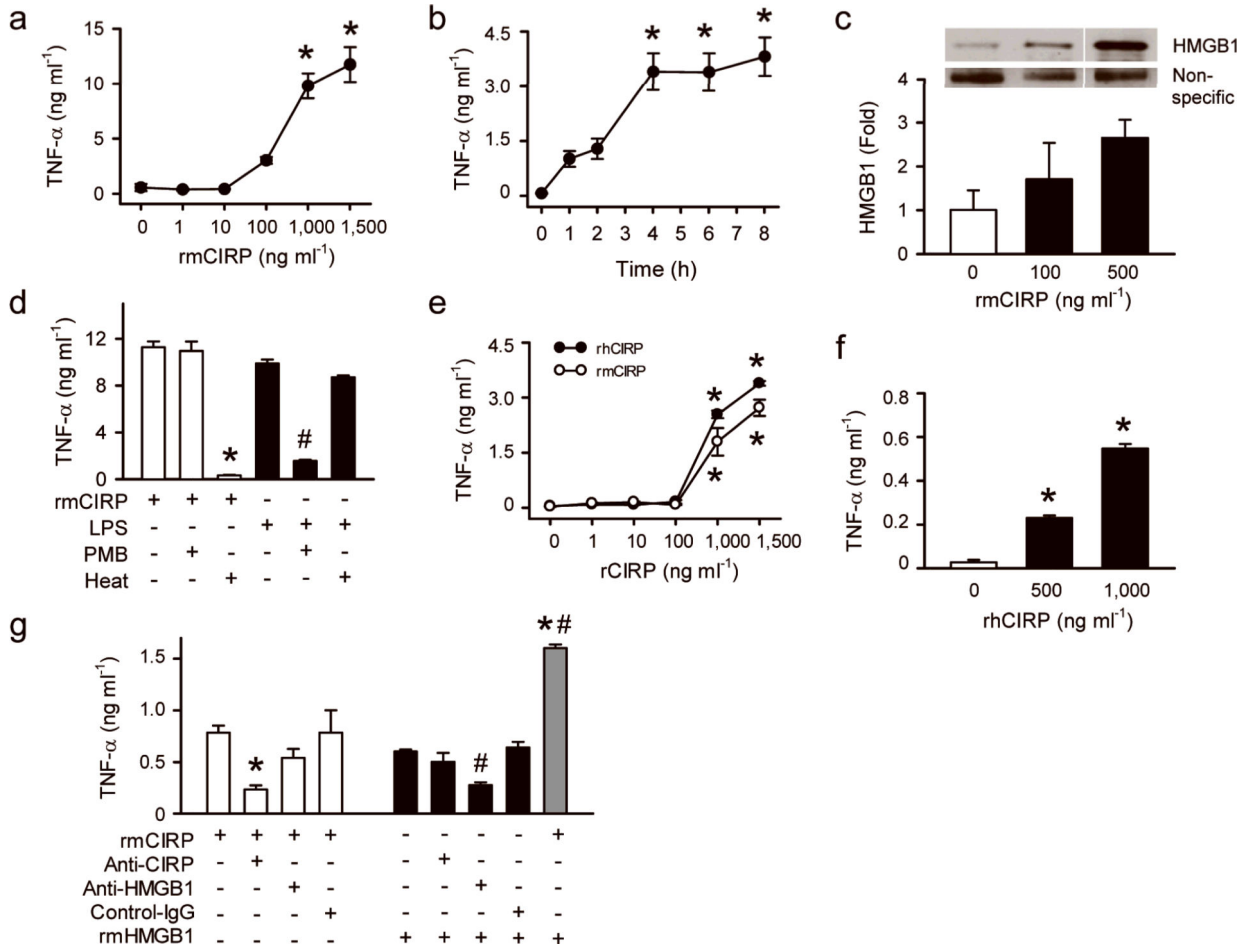 a
TNF-α (ng ml⁻¹)
15
10
5
0
*
*
0 1 10 100 1,000 1,500
rmCIRP (ng ml⁻¹)
b
TNF-α (ng ml⁻¹)
4.5
3.0
1.5
0
* * *
0 1 2 3 4 5 6 7 8
Time (h)
c
HMGB1
Non-
specific
HMGB1 (Fold)
4
3
2
1
0
0 100 500
rmCIRP (ng ml⁻¹)
d
TNF-α (ng ml⁻¹)
12
8
4
0
* #
rmCIRP + + + - - -
LPS - - - + + +
PMB - + - - + -
Heat - - + - - +
e
TNF-α (ng ml⁻¹)
4.5
3.0
1.5
0
rhCIRP
rmCIRP
* *
* *
0 1 10 100 1,000 1,500
rCIRP (ng ml⁻¹)
f
TNF-α (ng ml⁻¹)
0.8
0.6
0.4
0.2
0
* *
0 500 1,000
rhCIRP (ng ml⁻¹)
g
TNF-α (ng ml⁻¹)
1.5
1.0
0.5
0
* # *#
rmCIRP + + + + - - - - +
Anti-CIRP - + - - - + - - -
Anti-HMGB1 - - + - - - + - -
Control-IgG - - - + - - - + -
rmHMGB1 - - - - + + + + +